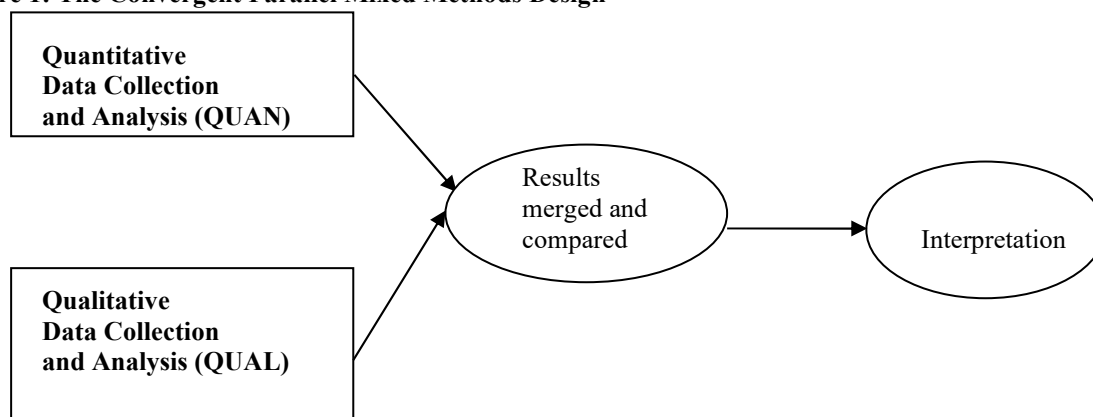 1: The Convergent Parallel Mixed Methods Design
Quantitative
Data Collection
and Analysis (QUAN)
Results
merged and
compared
Interpretation
Qualitative
Data Collection
and Analysis (QUAL)